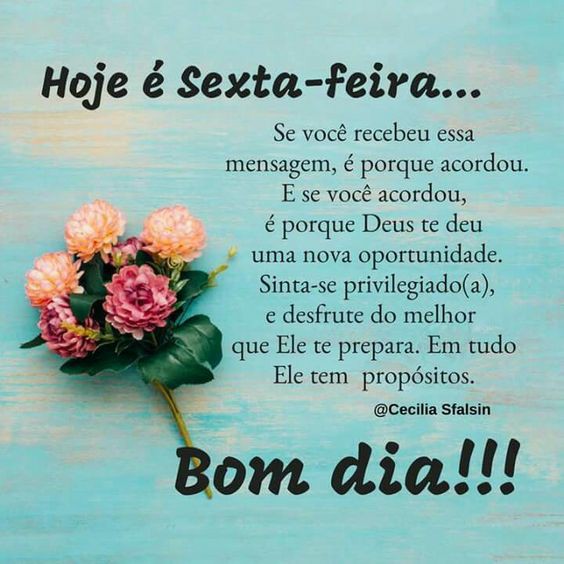 Hoje é Sexta-feira...
Se você recebeu essa
mensagem, é porque acordou.
E se você acordou,
é porque Deus te deu
uma nova oportunidade.
Sinta-se privilegiado(a),
e desfrute do melhor
que Ele te prepara. Em tudo
Ele tem propósitos.
@Cecilia Sfalsin
Bom dia!!!